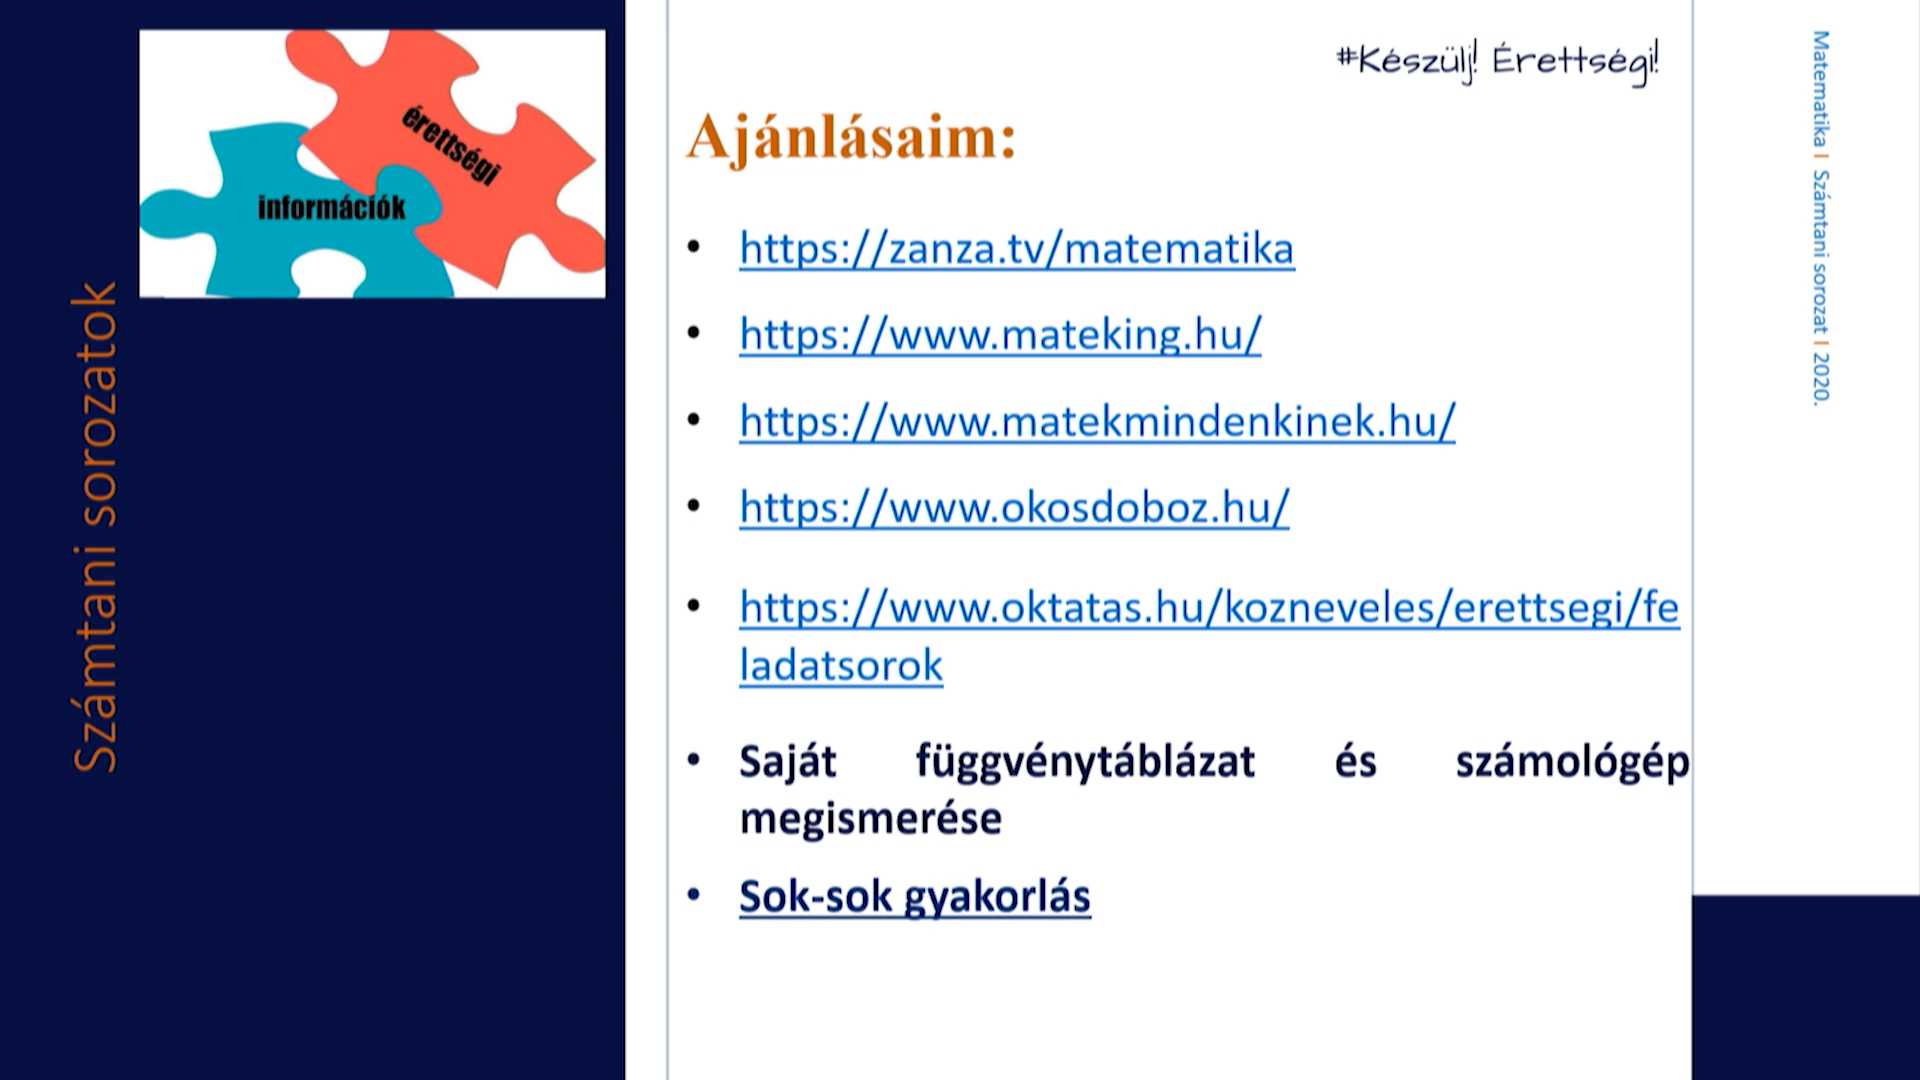 Számtani sorozatok
érettségi
információk
#Készülj! Érettségi!
Ajánlásaim:
• https://zanza.tv/matematika
• https://www.mateking.hu/
• https://www.matekmindenkinek.hu/
• https://www.okosdoboz.hu/
• https://www.oktatas.hu/kozneveles/erettsegi/fe
ladatsorok
• Saját függvénytáblázat és számológép
megismerése
• Sok-sok gyakorlás
Matematika I Számtani sorozat I 2020.